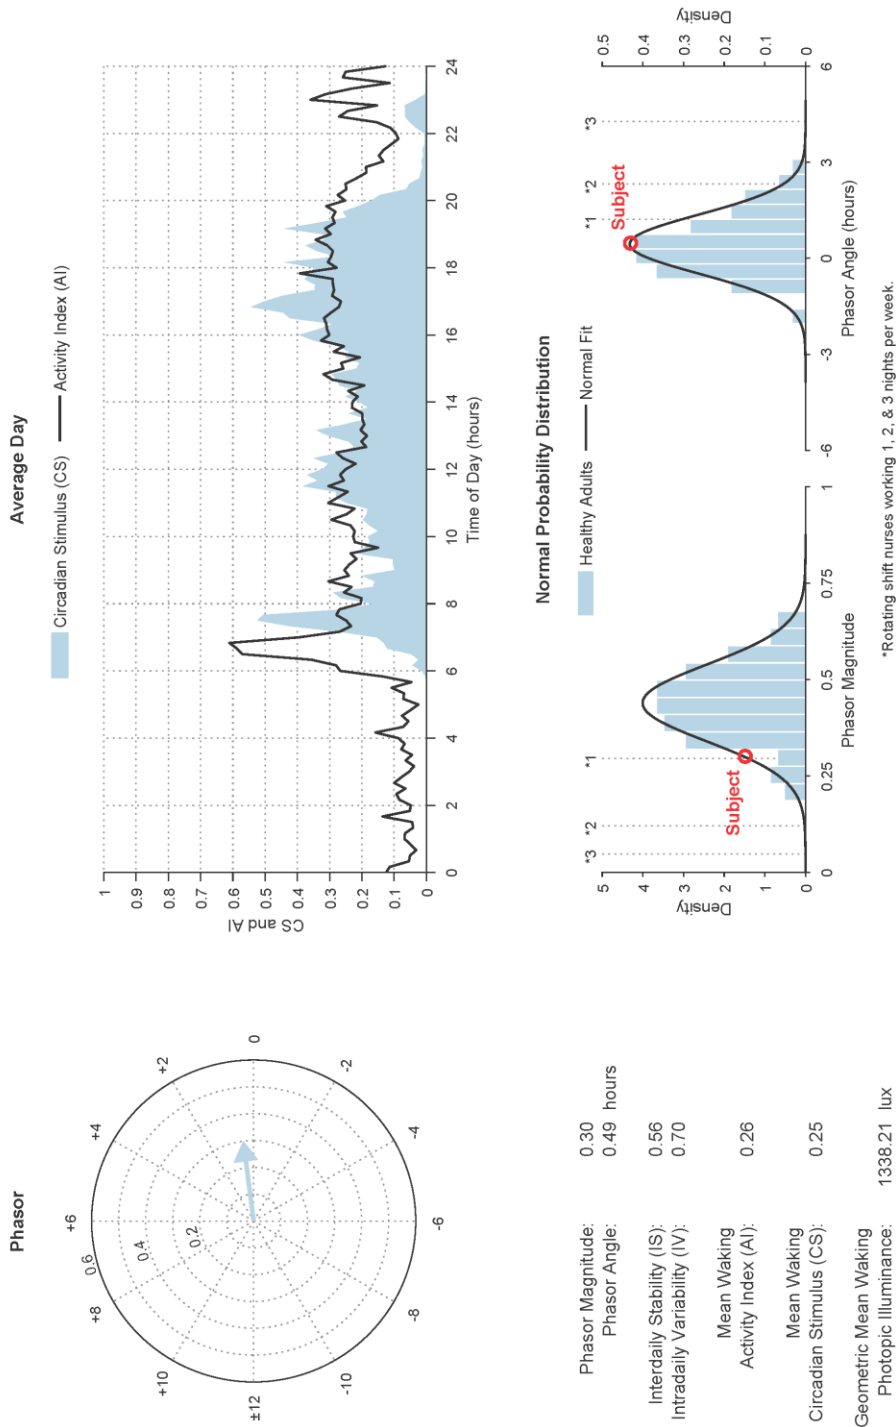 Phasor
0
+2
+4
+6
+8
+10
±12
-10
-8
-6
-4
-2
0.2
0.4
0.6
Average Day
Circadian Stimulus (CS)
Activity Index (AI)
CS and AI
1
0.9
0.8
0.7
0.6
0.5
0.4
0.3
0.2
0.1
0
0 2 4 6 8 10 12 14 16 18 20 22 24
Time of Day (hours)
Phasor Magnitude: 0.30
Phasor Angle: 0.49 hours
Interdaily Stability (IS): 0.56
Intradaily Variability (IV): 0.70
Mean Waking
Activity Index (AI): 0.26
Mean Waking
Circadian Stimulus (CS): 0.25
Geometric Mean Waking
Photopic Illuminance: 1338.21 lux
Normal Probability Distribution
Healthy Adults
Normal Fit
Density
5
4
3
2
1
0
*3 *2 *1
Subject
0 0.25 0.5 0.75 1
Phasor Magnitude
*1 *2 *3
Subject
-6 -3 0 3 6
Phasor Angle (hours)
0.5
0.4
0.3
0.2
0.1
0
Density
*Rotating shift nurses working 1, 2, & 3 nights per week.